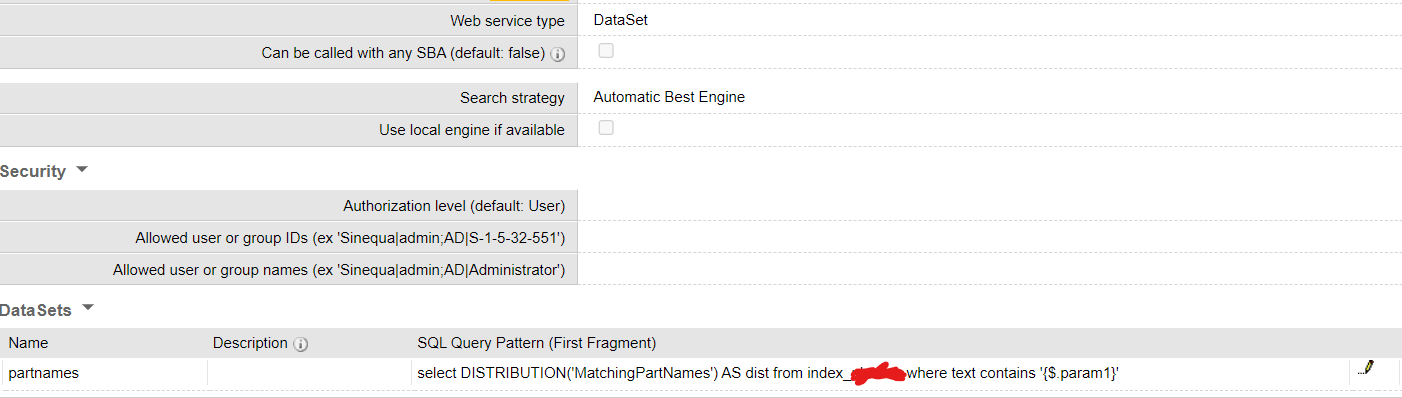 Web service type DataSet
Can be called with any SBA (default: false)
Search strategy Automatic Best Engine
Use local engine if available
Security
Authorization level (default: User)
Allowed user or group IDs (ex 'Sinequa|admin;AD|S-1-5-32-551')
Allowed user or group names (ex 'Sinequa|admin;AD|Administrator')
DataSets
Name Description SQL Query Pattern (First Fragment)
partnames select DISTRIBUTION('MatchingPartNames') AS dist from index_ where text contains '{$.param1}'